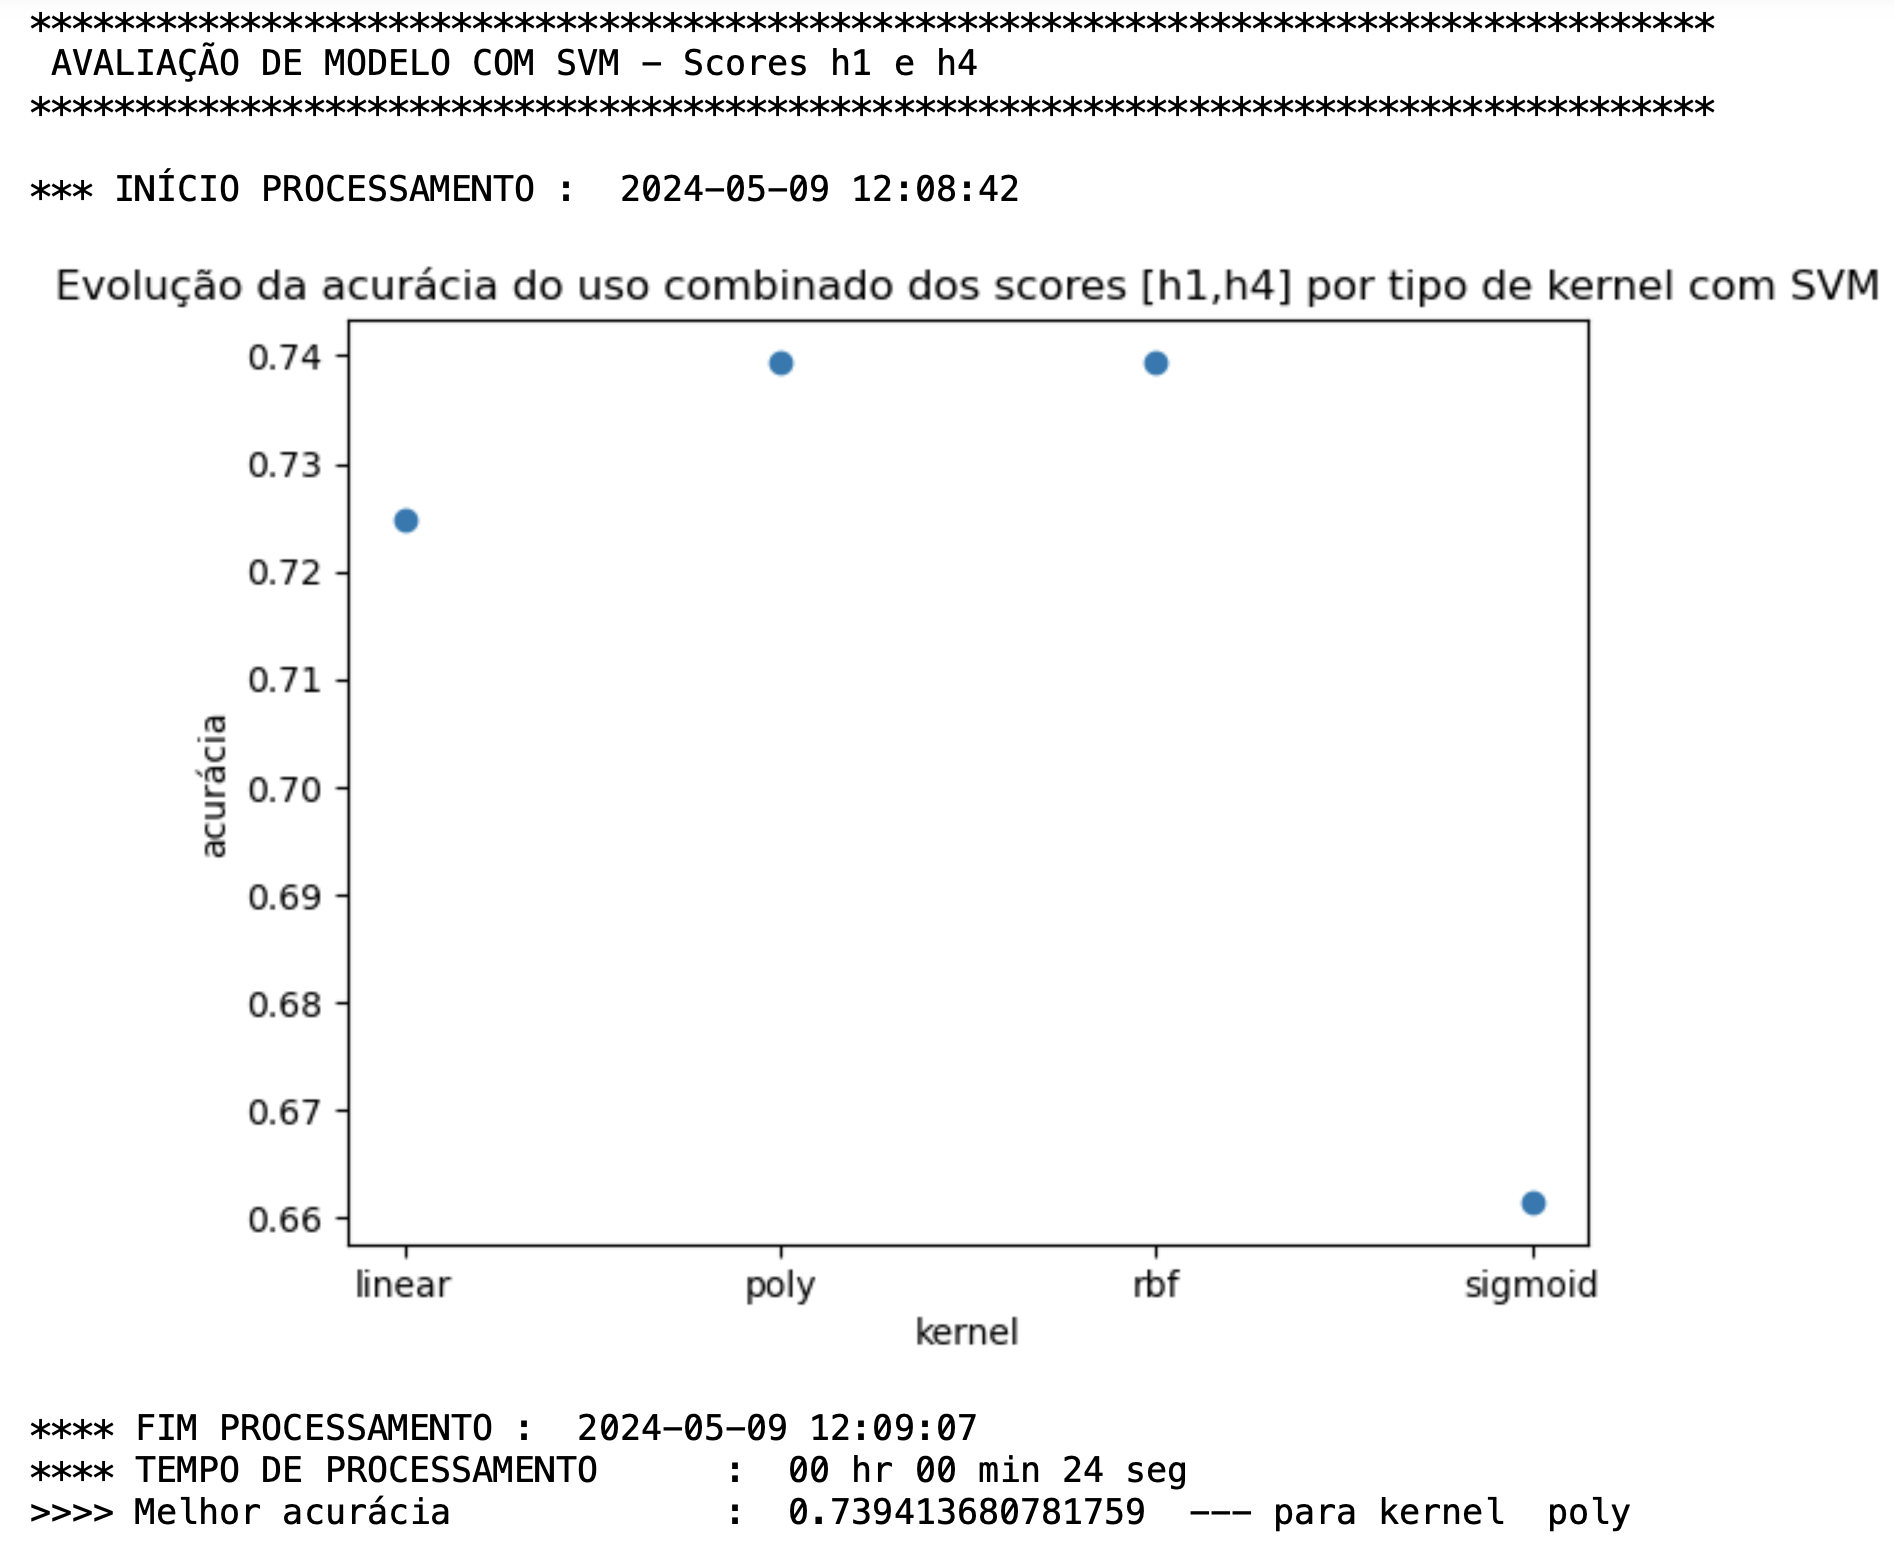 ********************************************************************************
AVALIAÇÃO DE MODELO COM SVM – Scores h1 e h4
********************************************************************************
*** INÍCIO PROCESSAMENTO :  2024–05–09 12:08:42
Evolução da acurácia do uso combinado dos scores [h1,h4] por tipo de kernel com SVM
0.74
0.73
0.72
0.71
0.70
0.69
0.68
0.67
0.66
acurácia
linear poly rbf sigmoid
kernel
**** FIM PROCESSAMENTO :  2024–05–09 12:09:07
**** TEMPO DE PROCESSAMENTO      :  00 hr 00 min 24 seg
>>>> Melhor acurácia             :  0.739413680781759  ––– para kernel  poly